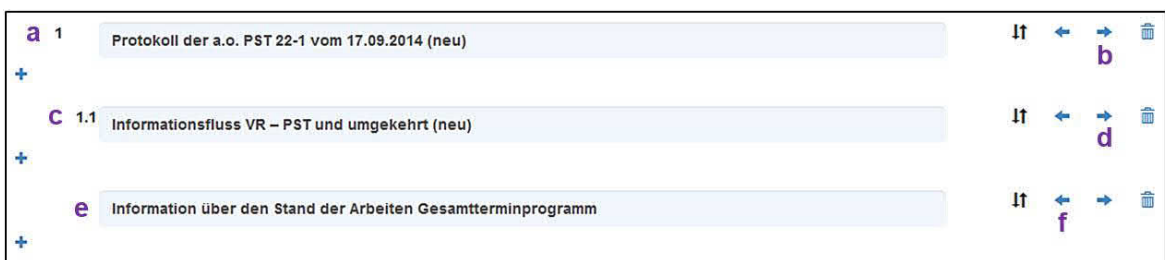 a 1 Protokoll der a.o. PST 22-1 vom 17.09.2014 (neu)
b
c 1.1 Informationsfluss VR – PST und umgekehrt (neu)
d
e Information über den Stand der Arbeiten Gesamtterminprogramm
f